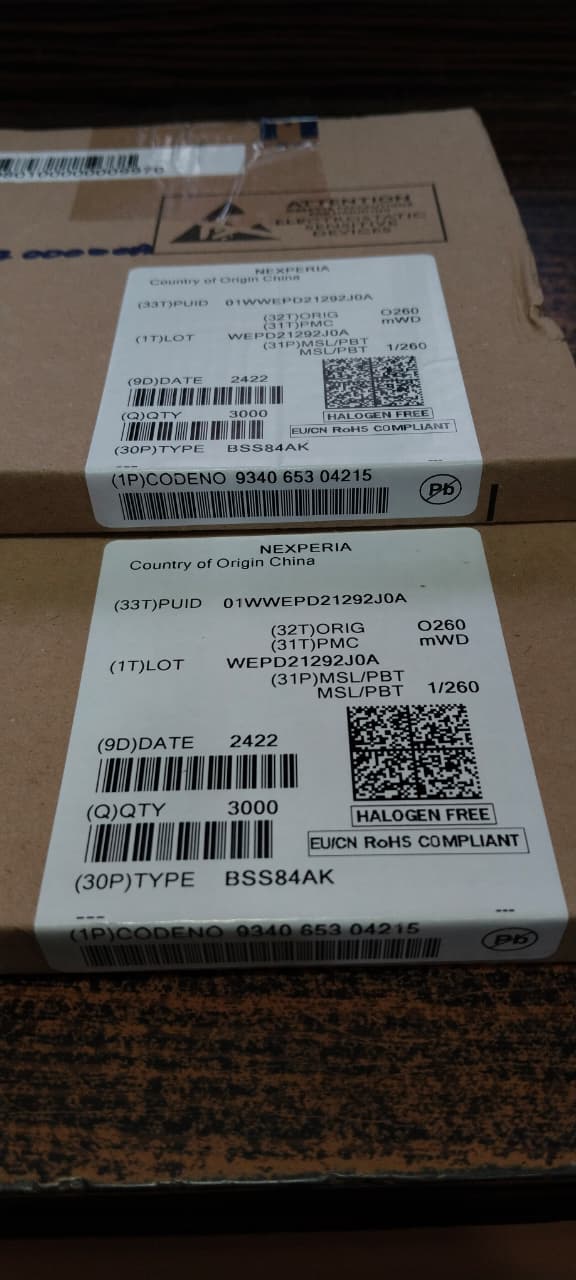 ATTENTION
ELECTROSTATIC
SENSITIVE
DEVICES
NEXPERIA
Country of Origin China
(33T)PUID 01WWEPD21292J0A
(32T)ORIG O260
(31T)PMC mWD
(1T)LOT WEPD21292J0A
(31P)MSL/PBT
MSL/PBT 1/260
(9D)DATE 2422
(Q)QTY 3000
HALOGEN FREE
EU/CN RoHS COMPLIANT
(30P)TYPE BSS84AK
--- ---
(1P)CODENO 9340 653 04215
Pb
NEXPERIA
Country of Origin China
(33T)PUID 01WWEPD21292J0A
(32T)ORIG O260
(31T)PMC mWD
(1T)LOT WEPD21292J0A
(31P)MSL/PBT
MSL/PBT 1/260
(9D)DATE 2422
(Q)QTY 3000
HALOGEN FREE
EU/CN RoHS COMPLIANT
(30P)TYPE BSS84AK
--- ---
(1P)CODENO 9340 653 04215
Pb